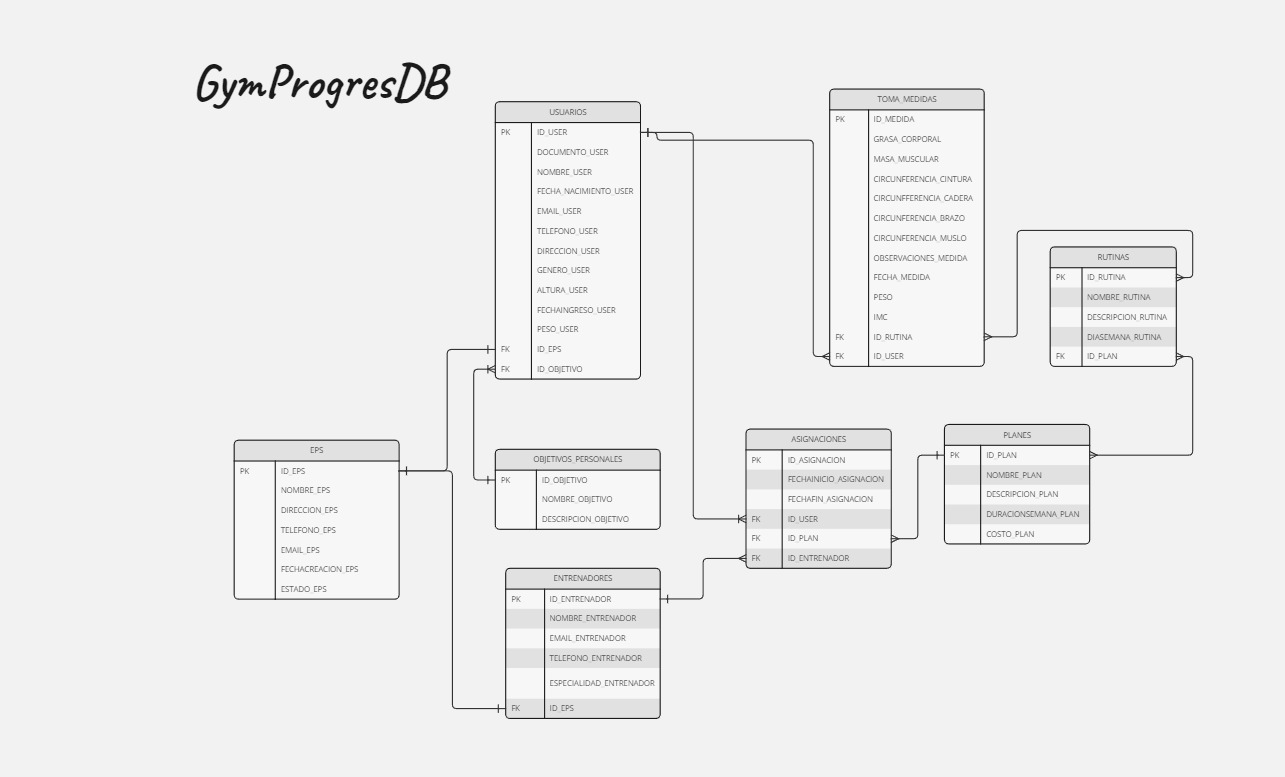 GymProgresDB
USUARIOS
PK ID_USER
DOCUMENTO_USER
NOMBRE_USER
FECHA_NACIMIENTO_USER
EMAIL_USER
TELEFONO_USER
DIRECCION_USER
GENERO_USER
ALTURA_USER
FECHAINGRESO_USER
PESO_USER
FK ID_EPS
FK ID_OBJETIVO
TOMA_MEDIDAS
PK ID_MEDIDA
GRASA_CORPORAL
MASA_MUSCULAR
CIRCUNFERENCIA_CINTURA
CIRCUNFFERENCIA_CADERA
CIRCUNFERENCIA_BRAZO
CIRCUNFERENCIA_MUSLO
OBSERVACIONES_MEDIDA
FECHA_MEDIDA
PESO
IMC
FK ID_RUTINA
FK ID_USER
RUTINAS
PK ID_RUTINA
NOMBRE_RUTINA
DESCRIPCION_RUTINA
DIASEMANA_RUTINA
FK ID_PLAN
EPS
PK ID_EPS
NOMBRE_EPS
DIRECCION_EPS
TELEFONO_EPS
EMAIL_EPS
FECHACREACION_EPS
ESTADO_EPS
OBJETIVOS_PERSONALES
PK ID_OBJETIVO
NOMBRE_OBJETIVO
DESCRIPCION_OBJETIVO
ASIGNACIONES
PK ID_ASIGNACION
FECHAINICIO_ASIGNACION
FECHAFIN_ASIGNACION
FK ID_USER
FK ID_PLAN
FK ID_ENTRENADOR
PLANES
PK ID_PLAN
NOMBRE_PLAN
DESCRIPCION_PLAN
DURACIONSEMANA_PLAN
COSTO_PLAN
ENTRENADORES
PK ID_ENTRENADOR
NOMBRE_ENTRENADOR
EMAIL_ENTRENADOR
TELEFONO_ENTRENADOR
ESPECIALIDAD_ENTRENADOR
FK ID_EPS